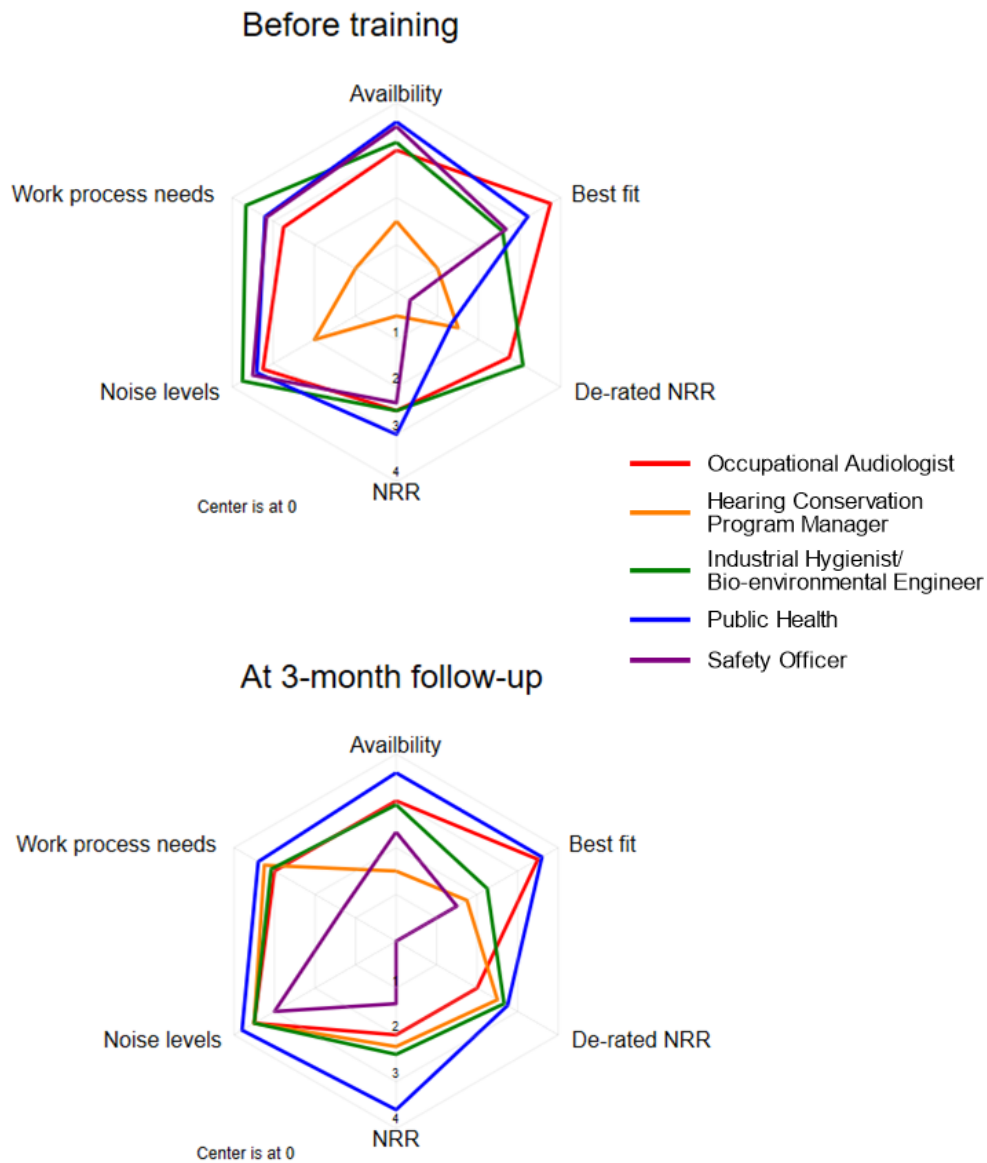 Before training
Availbility
Work process needs
Best fit
1
Noise levels
2
De-rated NRR
3
4
NRR
Center is at 0
Occupational Audiologist
Hearing Conservation
Program Manager
Industrial Hygienist/
Bio-environmental Engineer
Public Health
Safety Officer
At 3-month follow-up
Availbility
Work process needs
Best fit
1
2
Noise levels
De-rated NRR
3
4
NRR
Center is at 0